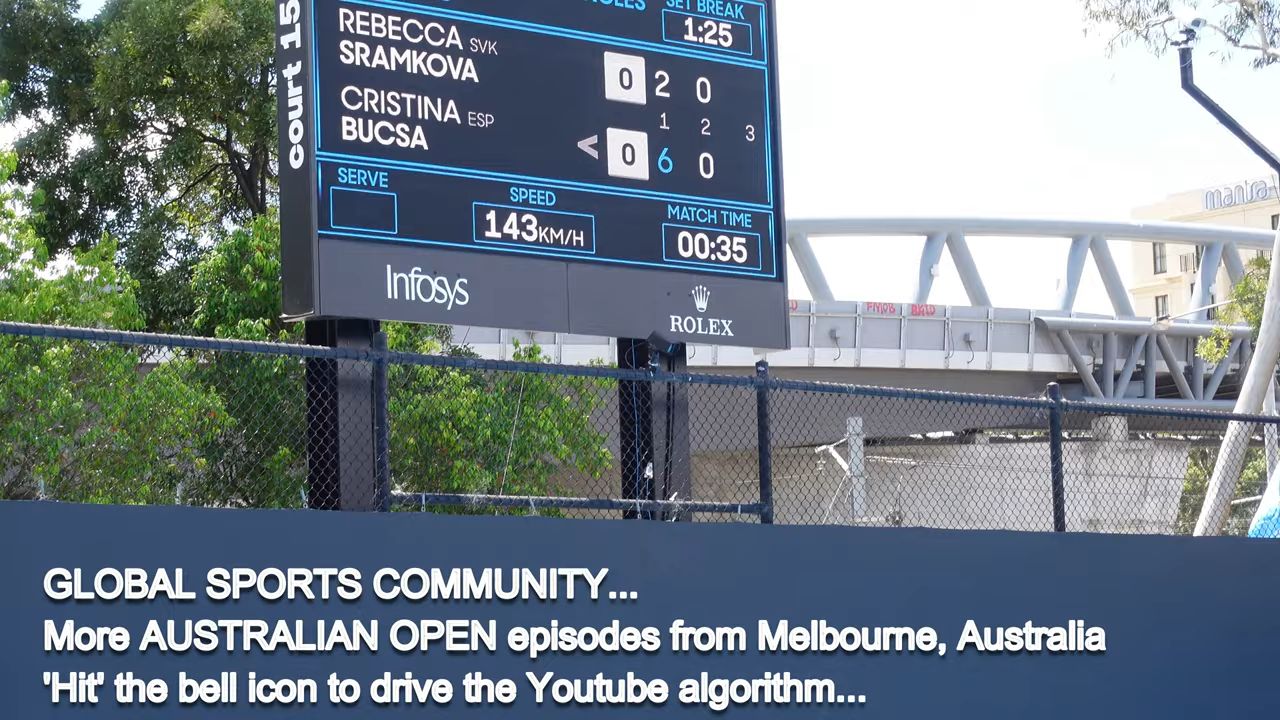 SET BREAK
1:25
court 15
REBECCA SVK
SRAMKOVA
0 2 0
1 2 3
CRISTINA ESP
BUCSA
< 0 6 0
SERVE
SPEED
143KM/H
MATCH TIME
00:35
Infosys
ROLEX
mantra
GLOBAL SPORTS COMMUNITY...
More AUSTRALIAN OPEN episodes from Melbourne, Australia
'Hit' the bell icon to drive the Youtube algorithm...